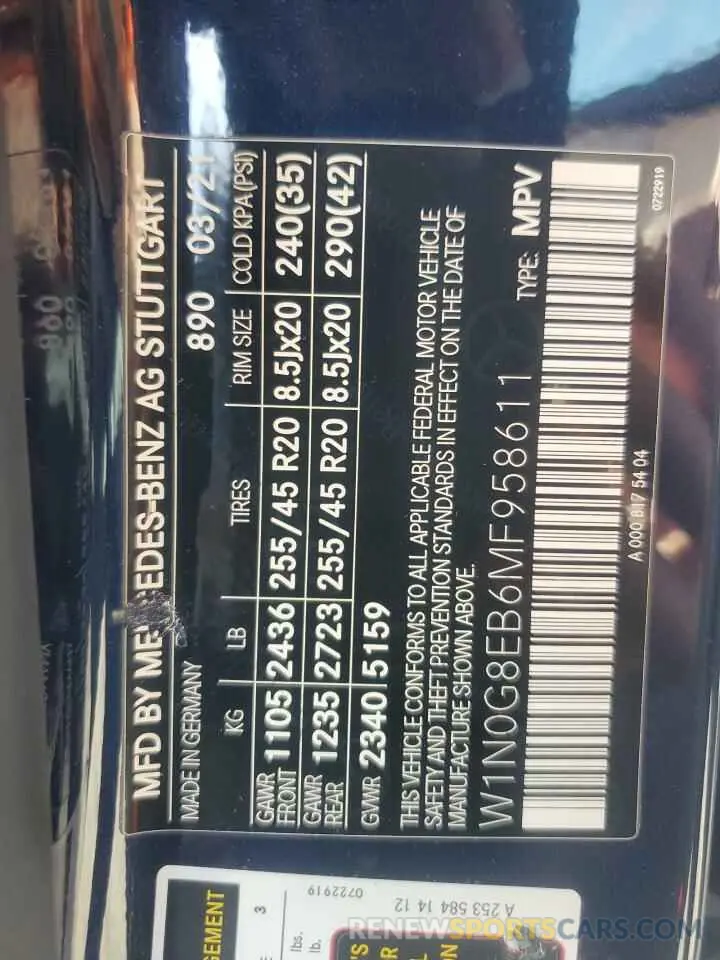 MFD BY ME EDES-BENZ AG STUTTGART
MADE IN GERMANY 890 03/21
KG LB TIRES RIM SIZE COLD KPA(PSI)
GAWR FRONT 1105 2436 255/45 R20 8.5Jx20 240(35)
GAWR REAR 1235 2723 255/45 R20 8.5Jx20 290(42)
GVWR 2340 5159
THIS VEHICLE CONFORMS TO ALL APPLICABLE FEDERAL MOTOR VEHICLE
SAFETY AND THEFT PREVENTION STANDARDS IN EFFECT ON THE DATE OF
MANUFACTURE SHOWN ABOVE.
W1N0G8EB6MF958611 TYPE: MPV
A 000 817 54 04 0722919
GEMENT
3
lbs.
lb.
0722919
A 253 584 14 12
'S
R
L
ON
RENEWSPORTSCARS.COM